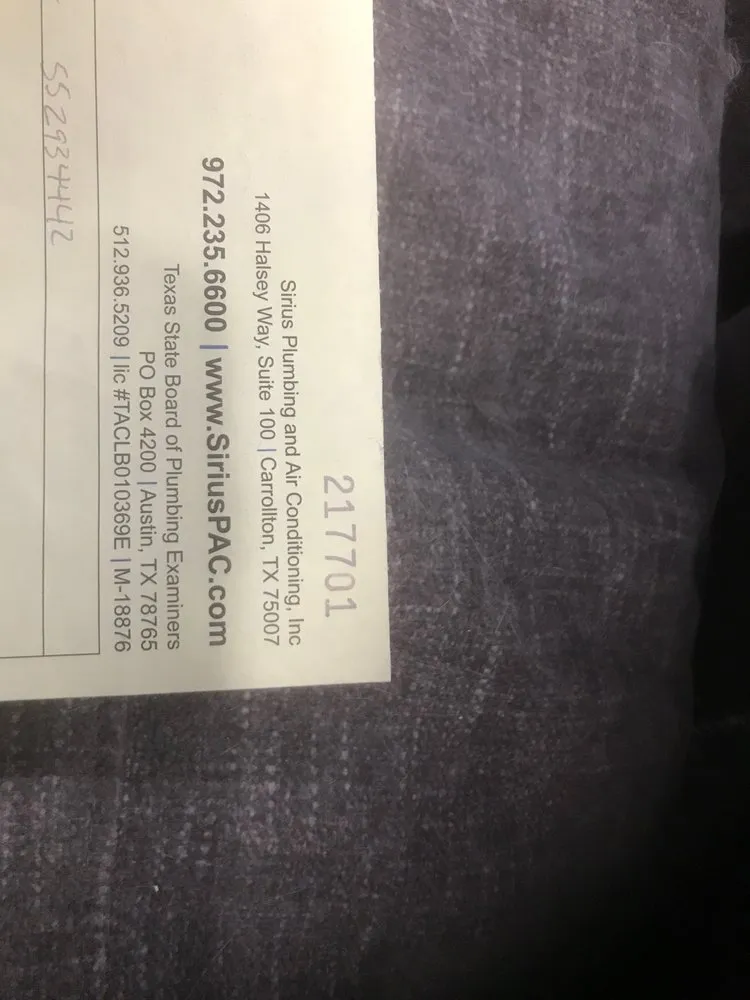 217701
Sirius Plumbing and Air Conditioning, Inc
1406 Halsey Way, Suite 100 | Carrollton, TX 75007
972.235.6600 | www.SiriusPAC.com
Texas State Board of Plumbing Examiners
PO Box 4200 | Austin, TX 78765
512.936.5209 | lic #TACLB010369E | M-18876
552934442